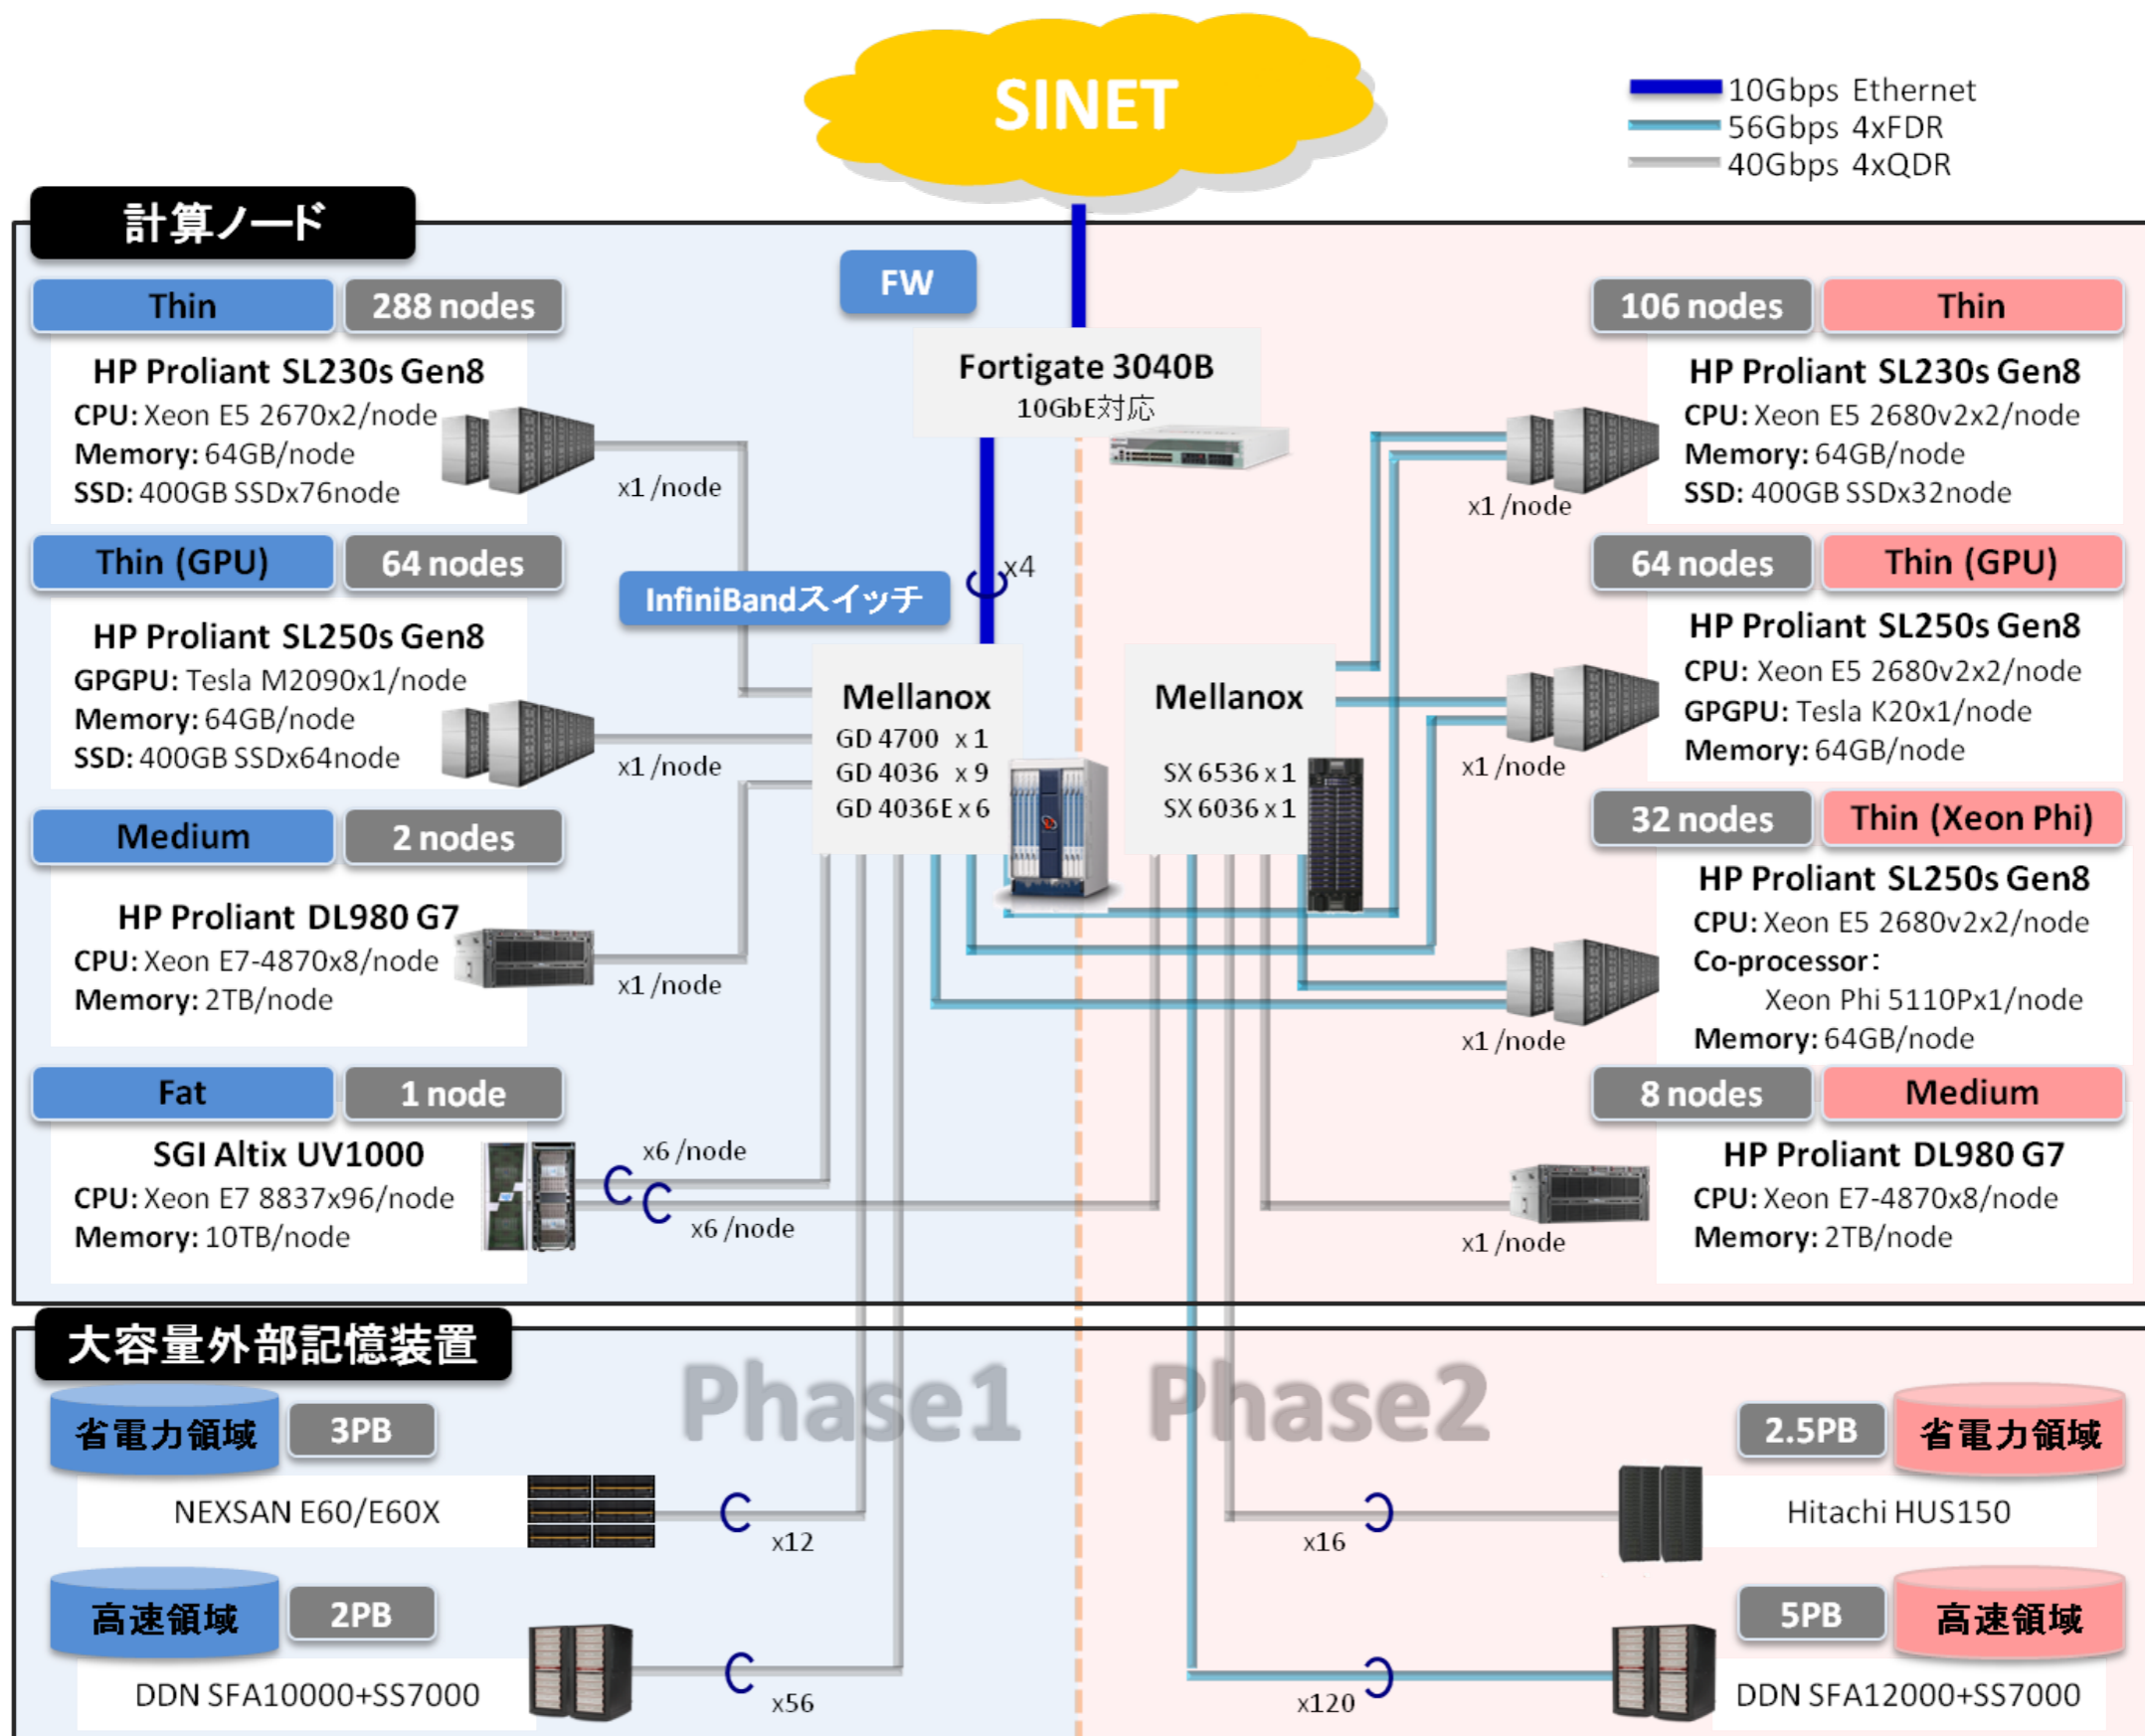 SINET
10Gbps Ethernet
56Gbps 4xFDR
40Gbps 4xQDR
計算ノード
FW
Fortigate 3040B
10GbE対応
x4
InfiniBandスイッチ
Thin
288 nodes
HP Proliant SL230s Gen8
CPU: Xeon E5 2670x2/node
Memory: 64GB/node
SSD: 400GB SSDx76node
x1 /node
Thin (GPU)
64 nodes
HP Proliant SL250s Gen8
GPGPU: Tesla M2090x1/node
Memory: 64GB/node
SSD: 400GB SSDx64node
x1 /node
Medium
2 nodes
HP Proliant DL980 G7
CPU: Xeon E7-4870x8/node
Memory: 2TB/node
x1 /node
Fat
1 node
SGI Altix UV1000
CPU: Xeon E7 8837x96/node
Memory: 10TB/node
x6 /node
x6 /node
Mellanox
GD 4700 x 1
GD 4036 x 9
GD 4036E x 6
Mellanox
SX 6536 x 1
SX 6036 x 1
106 nodes
Thin
HP Proliant SL230s Gen8
CPU: Xeon E5 2680v2x2/node
Memory: 64GB/node
SSD: 400GB SSDx32node
x1 /node
64 nodes
Thin (GPU)
HP Proliant SL250s Gen8
CPU: Xeon E5 2680v2x2/node
GPGPU: Tesla K20x1/node
Memory: 64GB/node
x1 /node
32 nodes
Thin (Xeon Phi)
HP Proliant SL250s Gen8
CPU: Xeon E5 2680v2x2/node
Co-processor:
Xeon Phi 5110Px1/node
Memory: 64GB/node
x1 /node
8 nodes
Medium
HP Proliant DL980 G7
CPU: Xeon E7-4870x8/node
Memory: 2TB/node
x1 /node
大容量外部記憶装置
Phase1
Phase2
省電力領域
3PB
NEXSAN E60/E60X
x12
高速領域
2PB
DDN SFA10000+SS7000
x56
2.5PB
省電力領域
Hitachi HUS150
x16
5PB
高速領域
DDN SFA12000+SS7000
x120